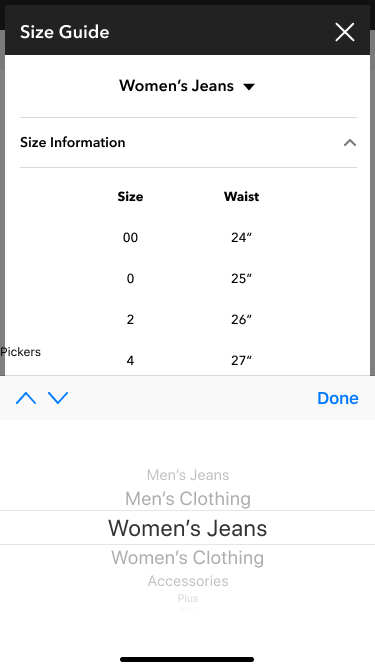 Size Guide
Women's Jeans
Size Information
Size Waist
00 24"
0 25"
2 26"
Pickers
4 27"
Done
Men's Jeans
Men's Clothing
Women's Jeans
Women's Clothing
Accessories
Plus